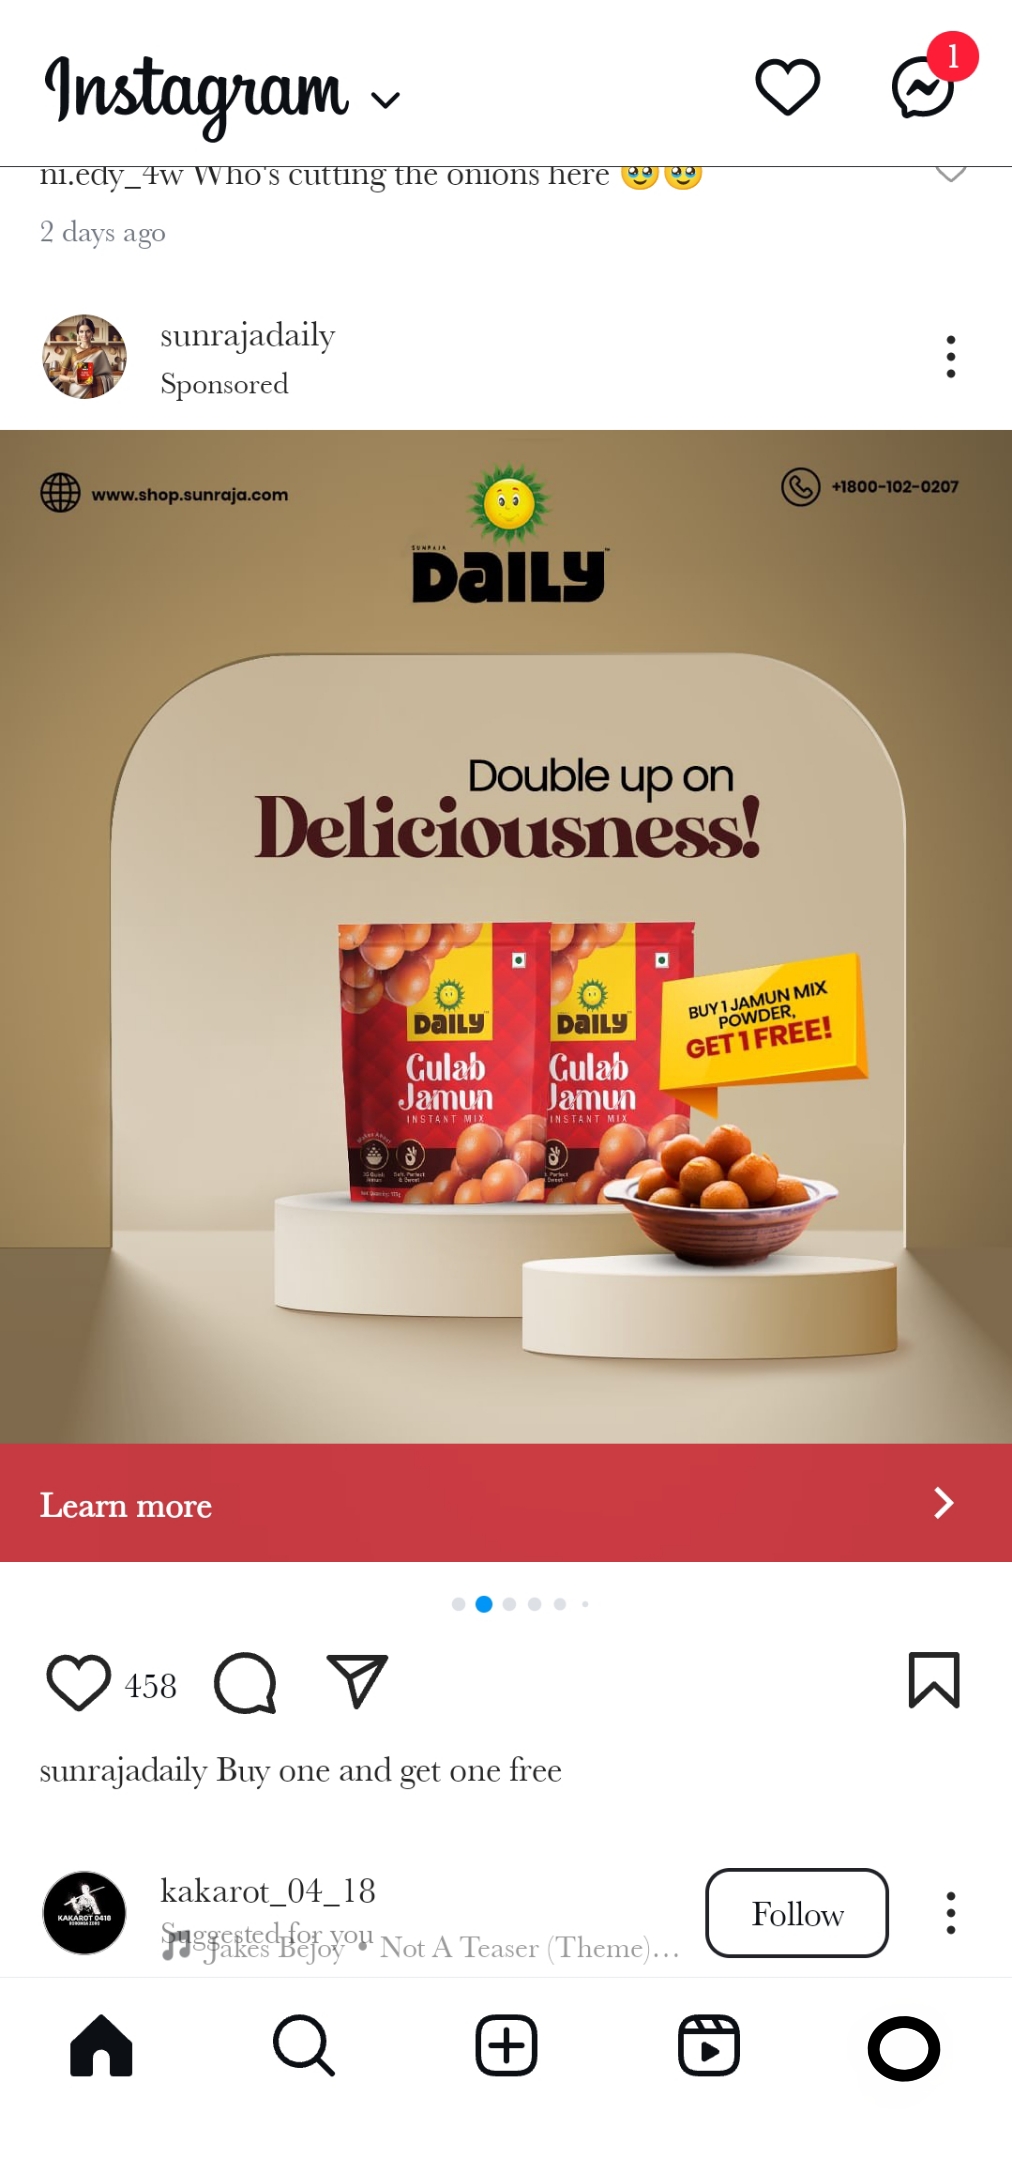 Instagram
1
ni.edy_4w Who's cutting the onions here 🥹🥹
2 days ago
sunrajadaily
Sponsored
www.shop.sunraja.com
+1800-102-0207
SUNRAJA
DaILY
Double up on
Deliciousness!
DaILY
Gulab
Jamun
INSTANT MIX
DaILY
Gulab
Jamun
INSTANT MIX
BUY 1 JAMUN MIX
POWDER,
GET 1 FREE!
Learn more
458
sunrajadaily Buy one and get one free
kakarot_04_18
Suggested for you
Jakes Bejoy • Not A Teaser (Theme)...
Follow
KAKAROT 0418